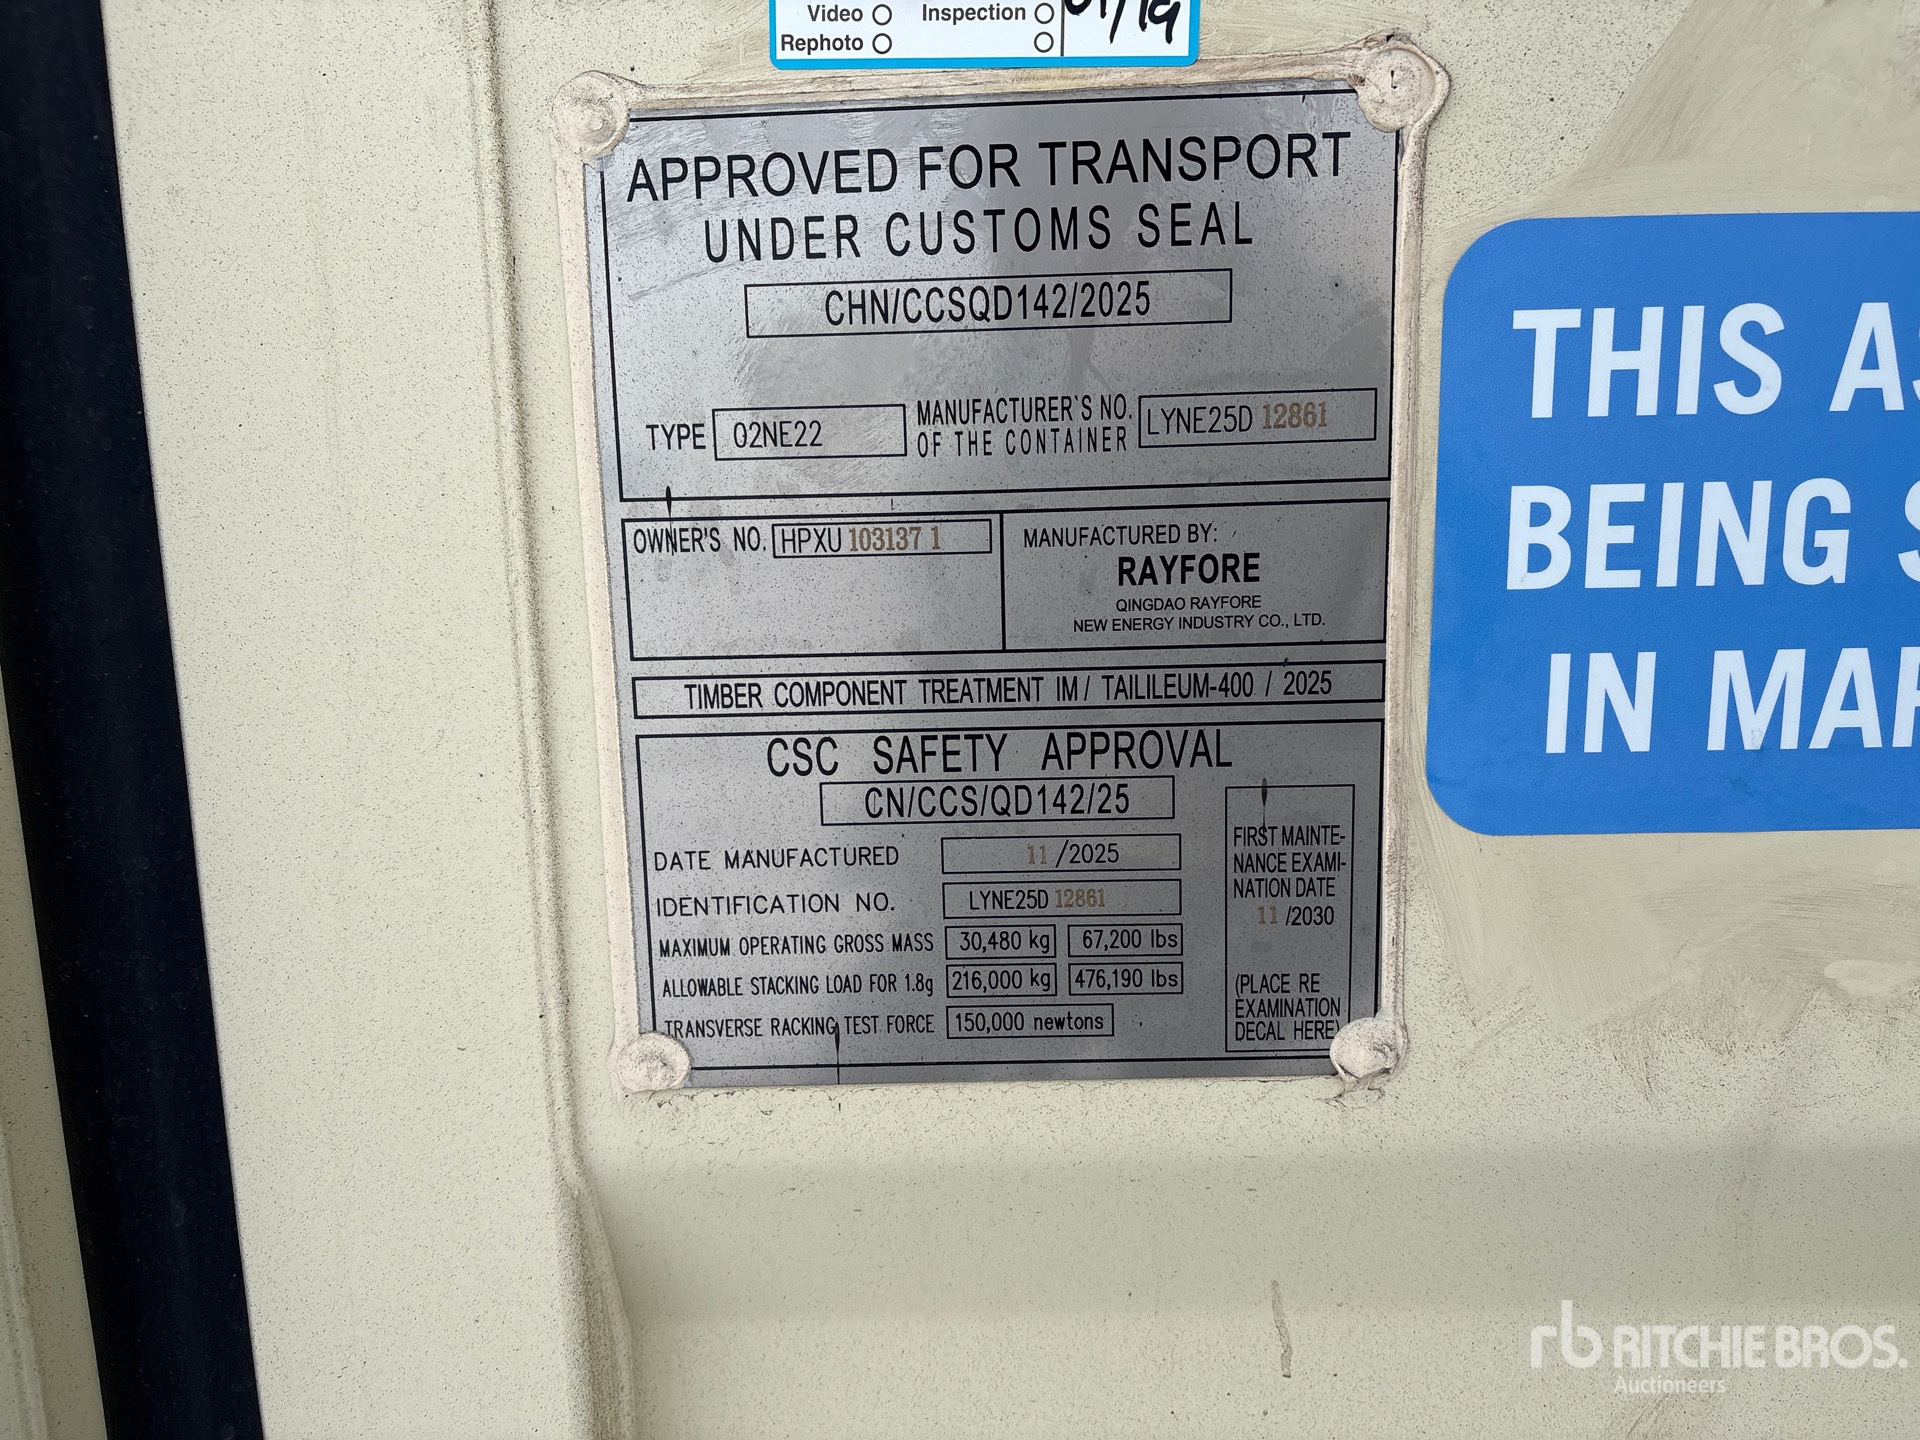 Video Inspection 01/19
Rephoto
APPROVED FOR TRANSPORT
UNDER CUSTOMS SEAL
CHN/CCSQD142/2025
TYPE 02NE22 MANUFACTURER'S NO.
OF THE CONTAINER LYNE25D 12861
OWNER'S NO. HPXU 103137 1
MANUFACTURED BY:
RAYFORE
QINGDAO RAYFORE
NEW ENERGY INDUSTRY CO., LTD.
TIMBER COMPONENT TREATMENT IM / TAILILEUM-400 / 2025
CSC SAFETY APPROVAL
CN/CCS/QD142/25
DATE MANUFACTURED 11 /2025
IDENTIFICATION NO. LYNE25D 12861
MAXIMUM OPERATING GROSS MASS 30,480 kg 67,200 lbs
ALLOWABLE STACKING LOAD FOR 1.8g 216,000 kg 476,190 lbs
TRANSVERSE RACKING TEST FORCE 150,000 newtons
FIRST MAINTE-
NANCE EXAMI-
NATION DATE
11 /2030
(PLACE RE
EXAMINATION
DECAL HERE)
THIS AS
BEING S
IN MAR
rb RITCHIE BROS.
Auctioneers